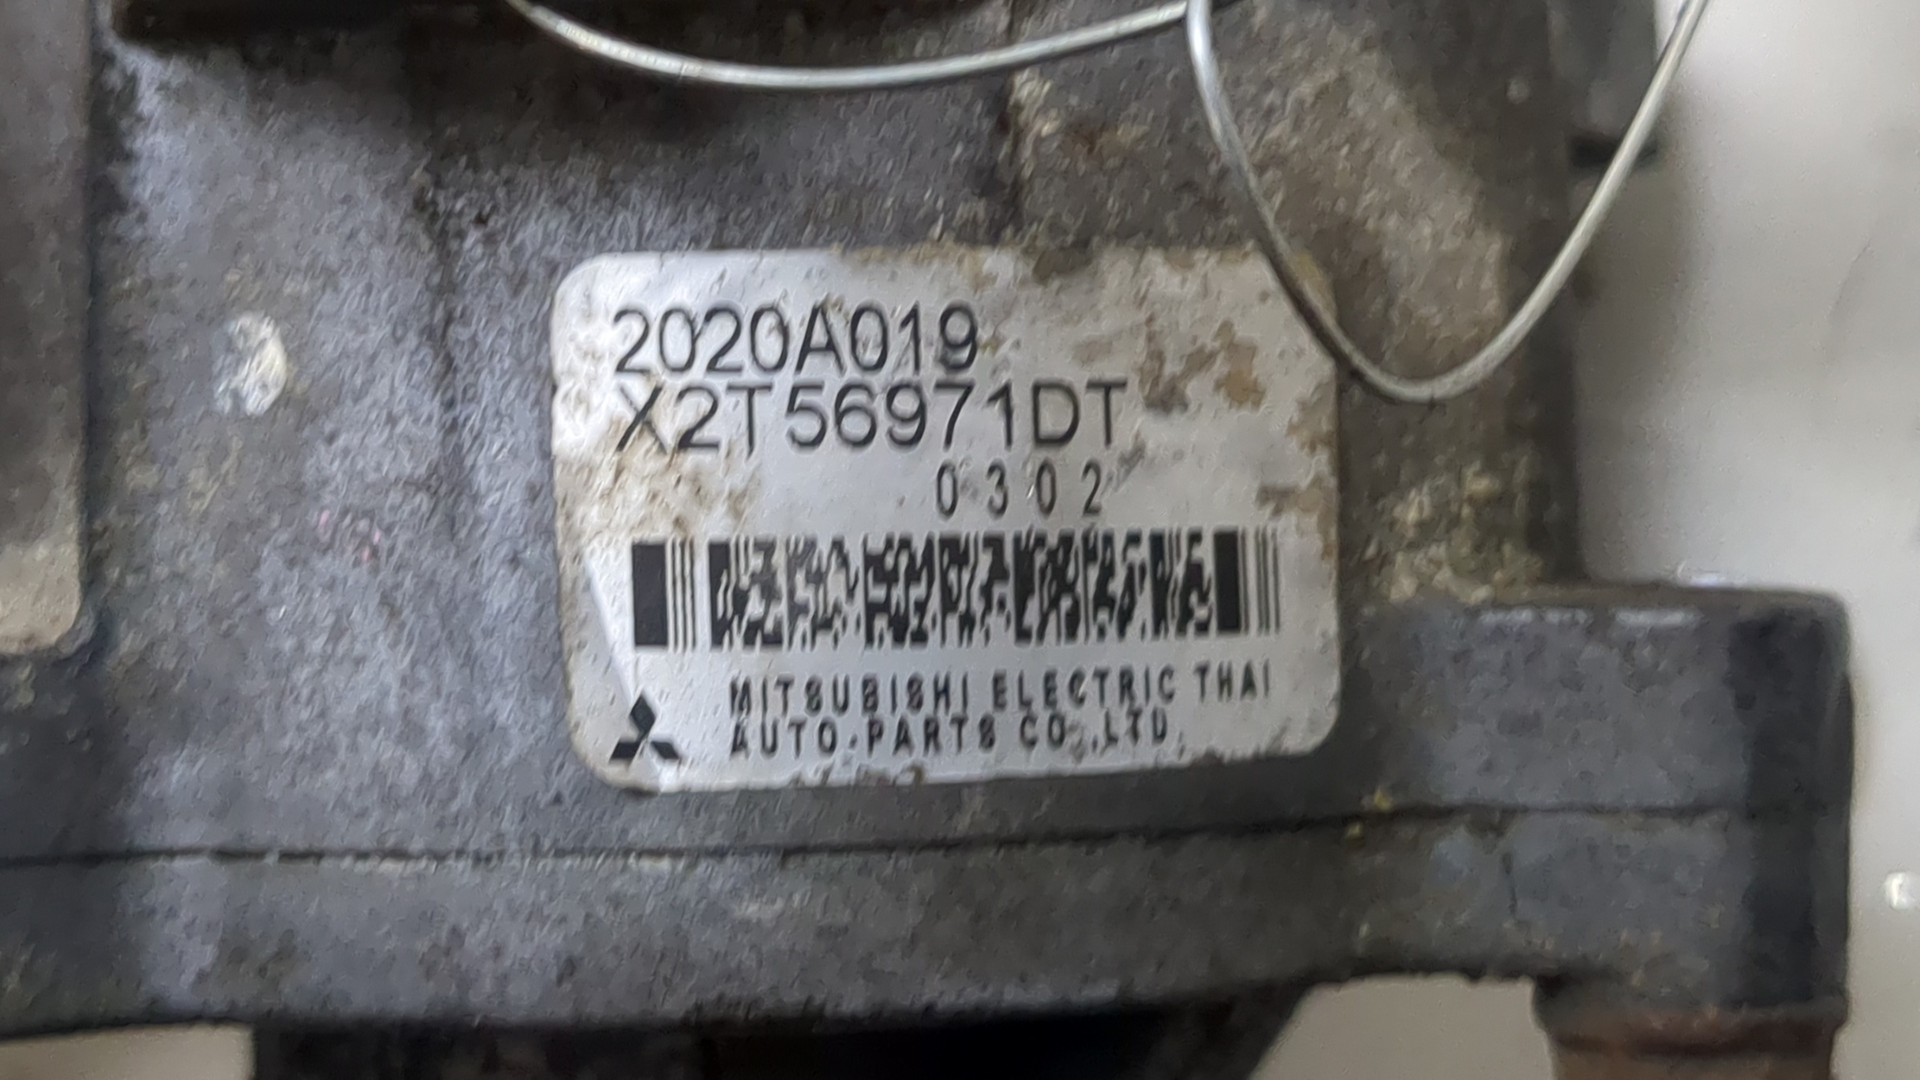 2020A019
X2T56971DT
0302
MITSUBISHI ELECTRIC THAI
AUTO.PARTS CO.,LTD.